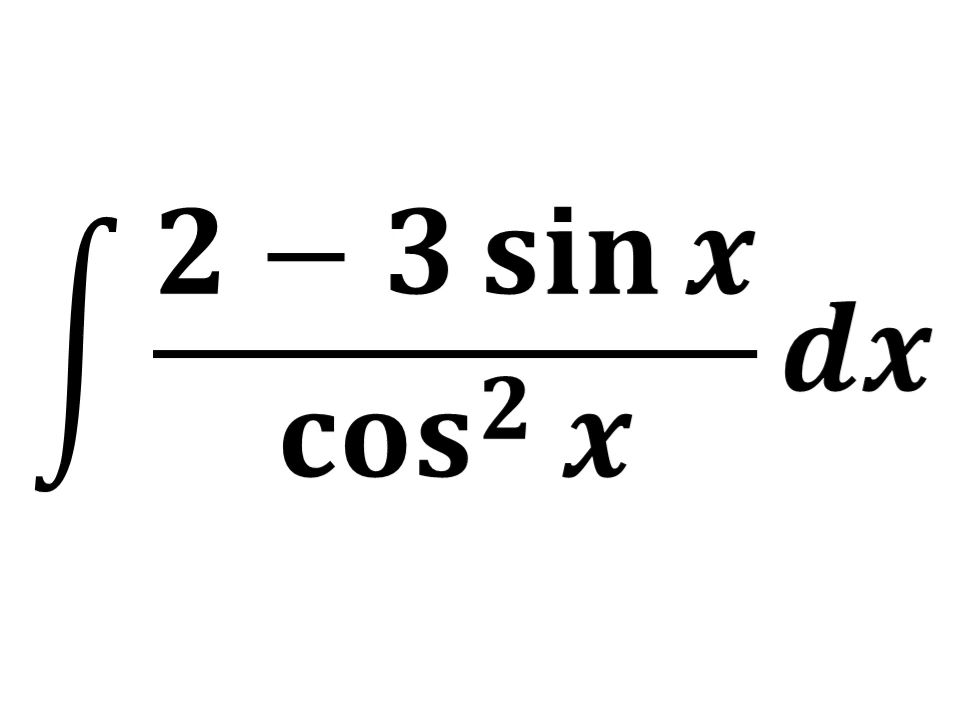 ∫ (2 − 3 sin x)/(cos² x) dx